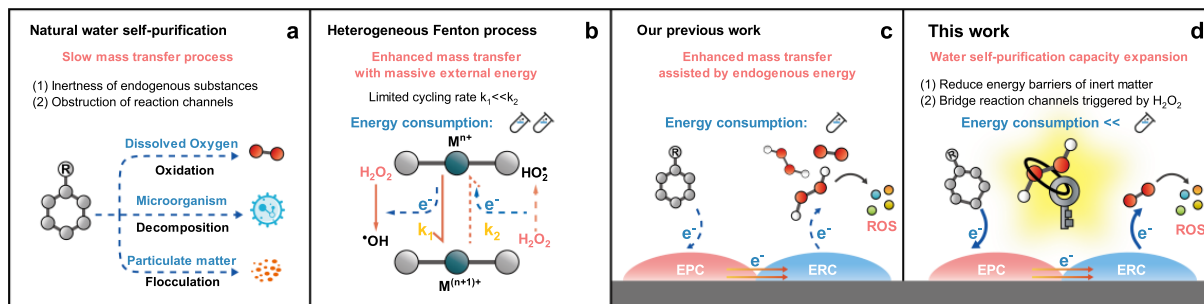 Natural water self-purification
a
Slow mass transfer process
(1) Inertness of endogenous substances
(2) Obstruction of reaction channels
R
Dissolved Oxygen
Oxidation
Microorganism
Decomposition
Particulate matter
Flocculation
Heterogeneous Fenton process
b
Enhanced mass transfer
with massive external energy
Limited cycling rate k₁<<k₂
Energy consumption:
Mⁿ⁺
H₂O₂
HO₂•
e⁻
e⁻
k₁
k₂
•OH
H₂O₂
M⁽ⁿ⁺¹⁾⁺
Our previous work
c
Enhanced mass transfer
assisted by endogenous energy
Energy consumption:
R
ROS
e⁻
e⁻
EPC
e⁻
ERC
This work
d
Water self-purification capacity expansion
(1) Reduce energy barriers of inert matter
(2) Bridge reaction channels triggered by H₂O₂
Energy consumption <<
R
ROS
e⁻
e⁻
EPC
e⁻
ERC